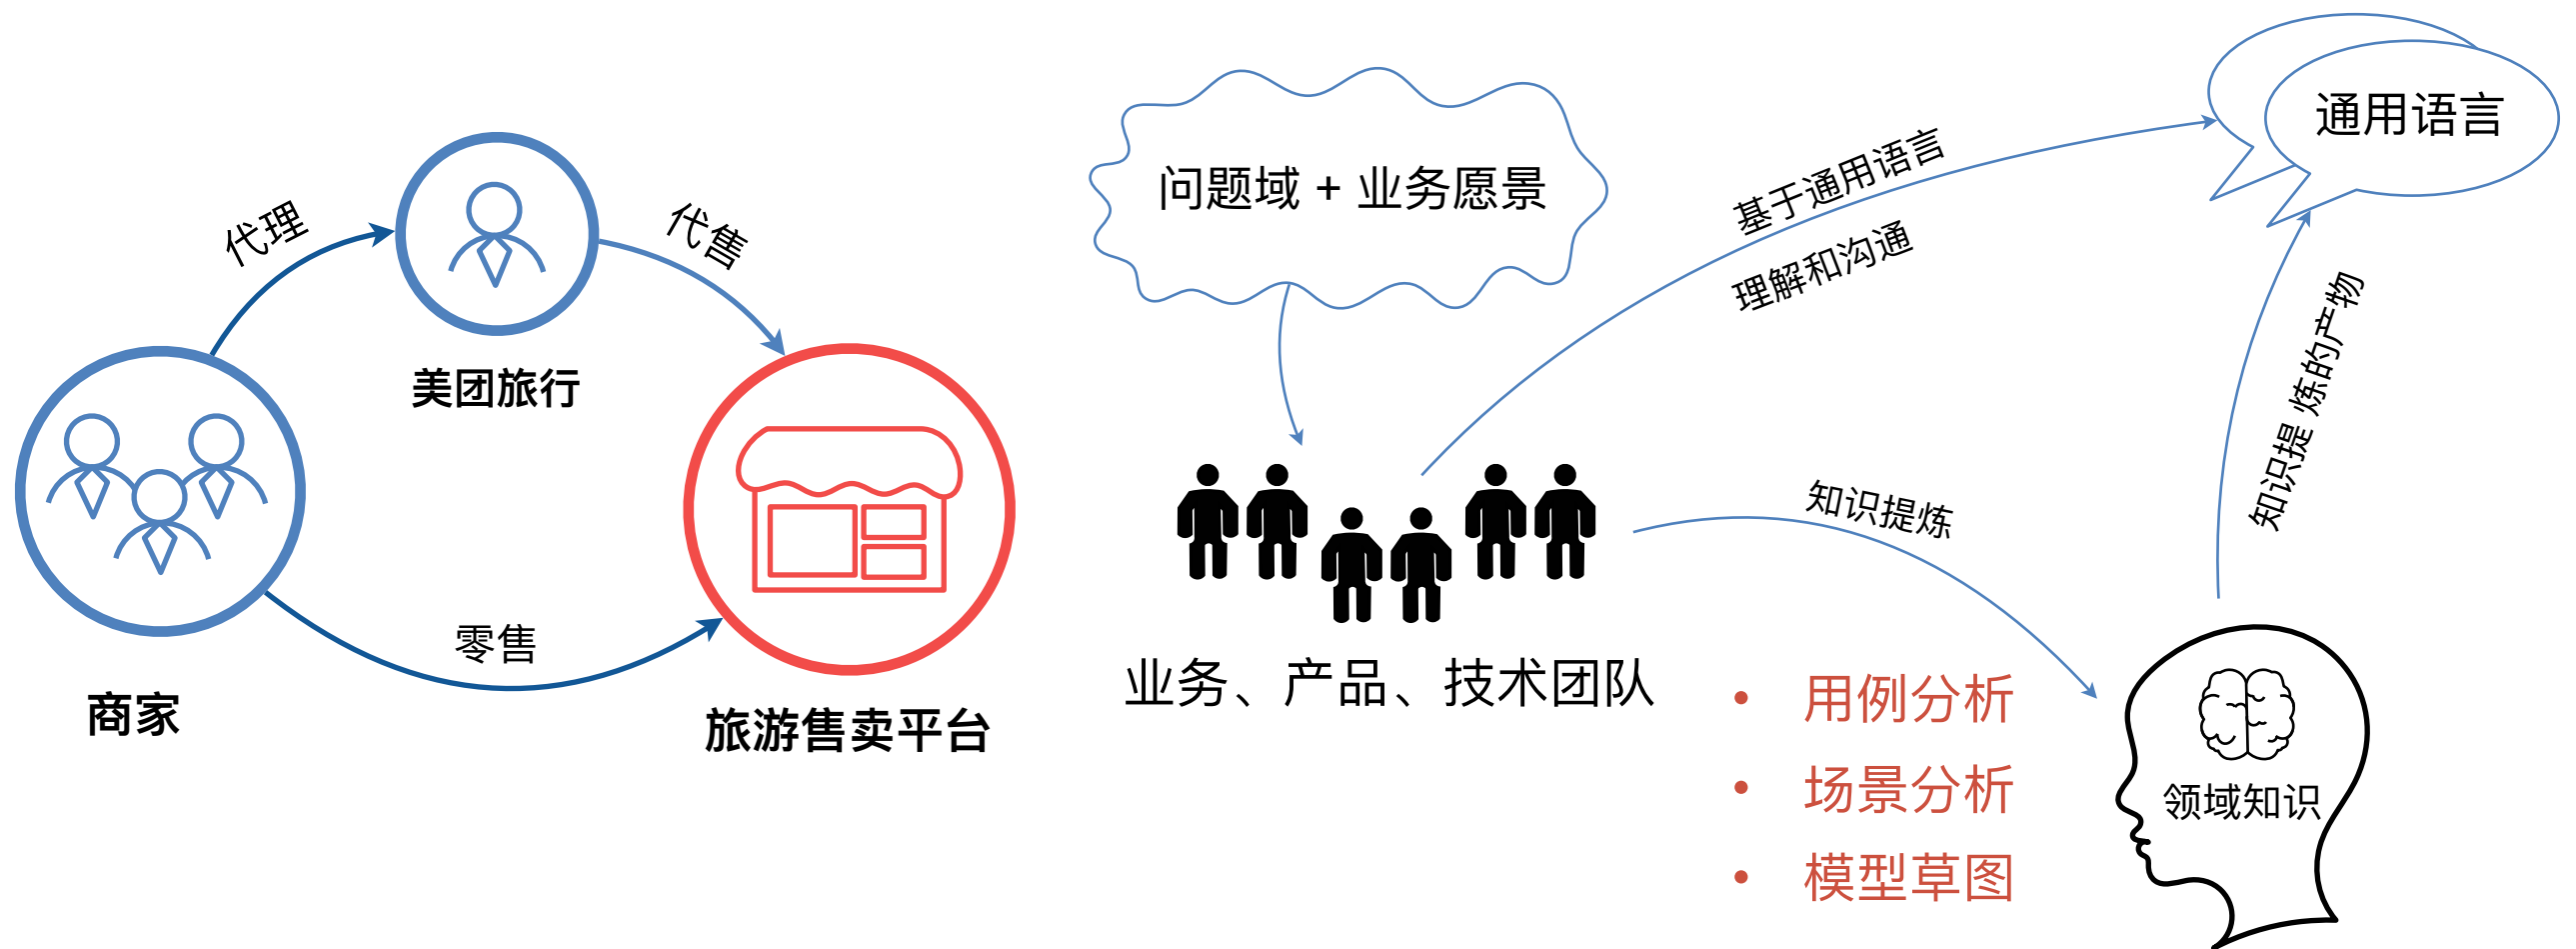 代理
代售
美团旅行
零售
商家
旅游售卖平台
问题域 + 业务愿景
基于通用语言
理解和沟通
通用语言
知识提 炼的产物
知识提炼
业务、产品、技术团队
• 用例分析
• 场景分析
• 模型草图
领域知识